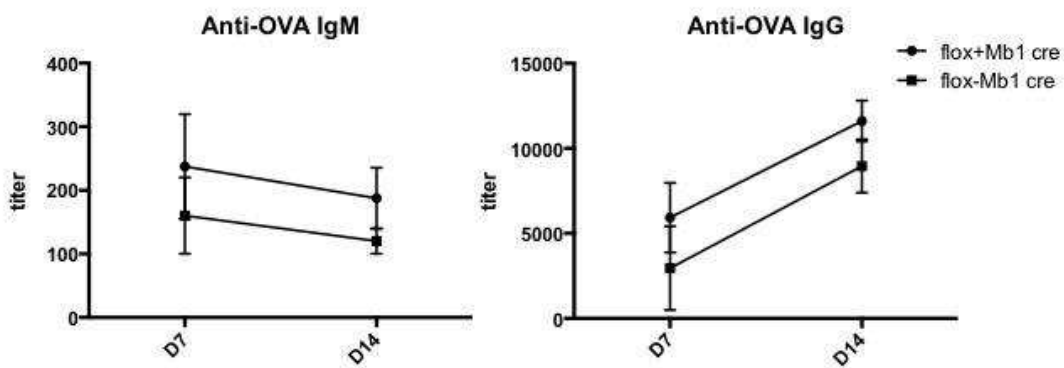 Anti-OVA IgM
400
300
200
100
0
titer
D7
D14
Anti-OVA IgG
15000
10000
5000
0
titer
D7
D14
flox+Mb1 cre
flox-Mb1 cre